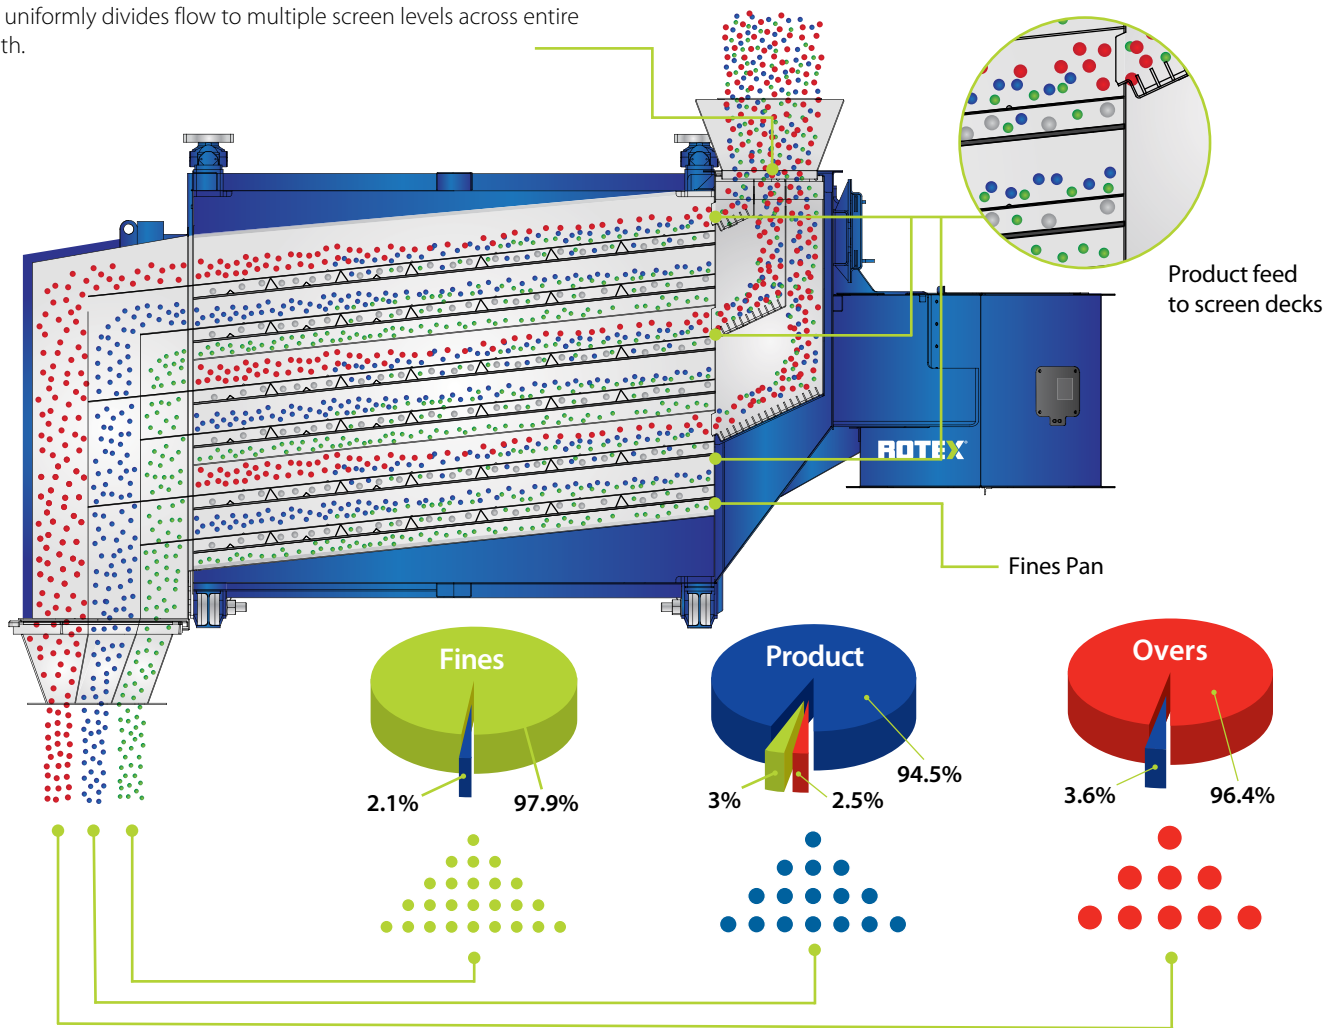 uniformly divides flow to multiple screen levels across entire
th.
Product feed
to screen decks
ROTEX
Fines Pan
Fines
2.1%
97.9%
Product
3%
2.5%
94.5%
Overs
3.6%
96.4%